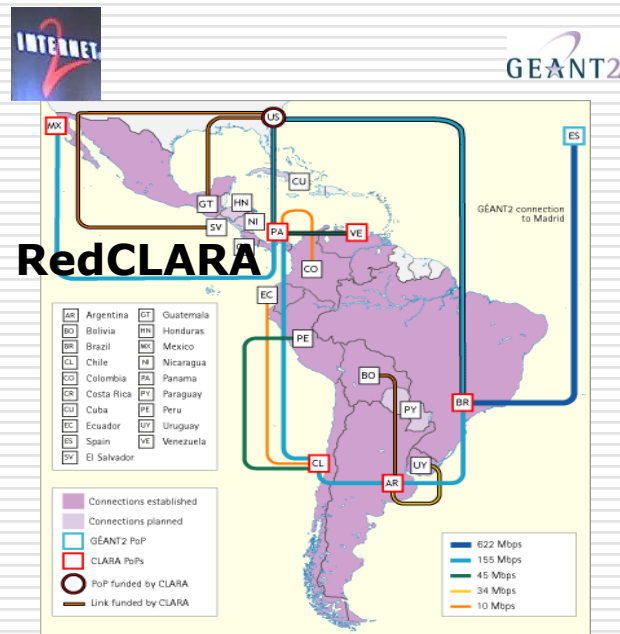 INTERNET
2
GÉANT2
MX
US
ES
CU
GÉANT2 connection
to Madrid
GT
HN
SV
NI
PA
VE
RedCLARA
CO
EC
PE
BO
PY
BR
CL
UY
AR
AR Argentina
BO Bolivia
BR Brazil
CL Chile
CO Colombia
CR Costa Rica
CU Cuba
EC Ecuador
ES Spain
SV El Salvador
GT Guatemala
HN Honduras
MX Mexico
NI Nicaragua
PA Panama
PY Paraguay
PE Peru
UY Uruguay
VE Venezuela
Connections established
Connections planned
GÉANT2 PoP
CLARA PoPs
PoP funded by CLARA
Link funded by CLARA
622 Mbps
155 Mbps
45 Mbps
34 Mbps
10 Mbps